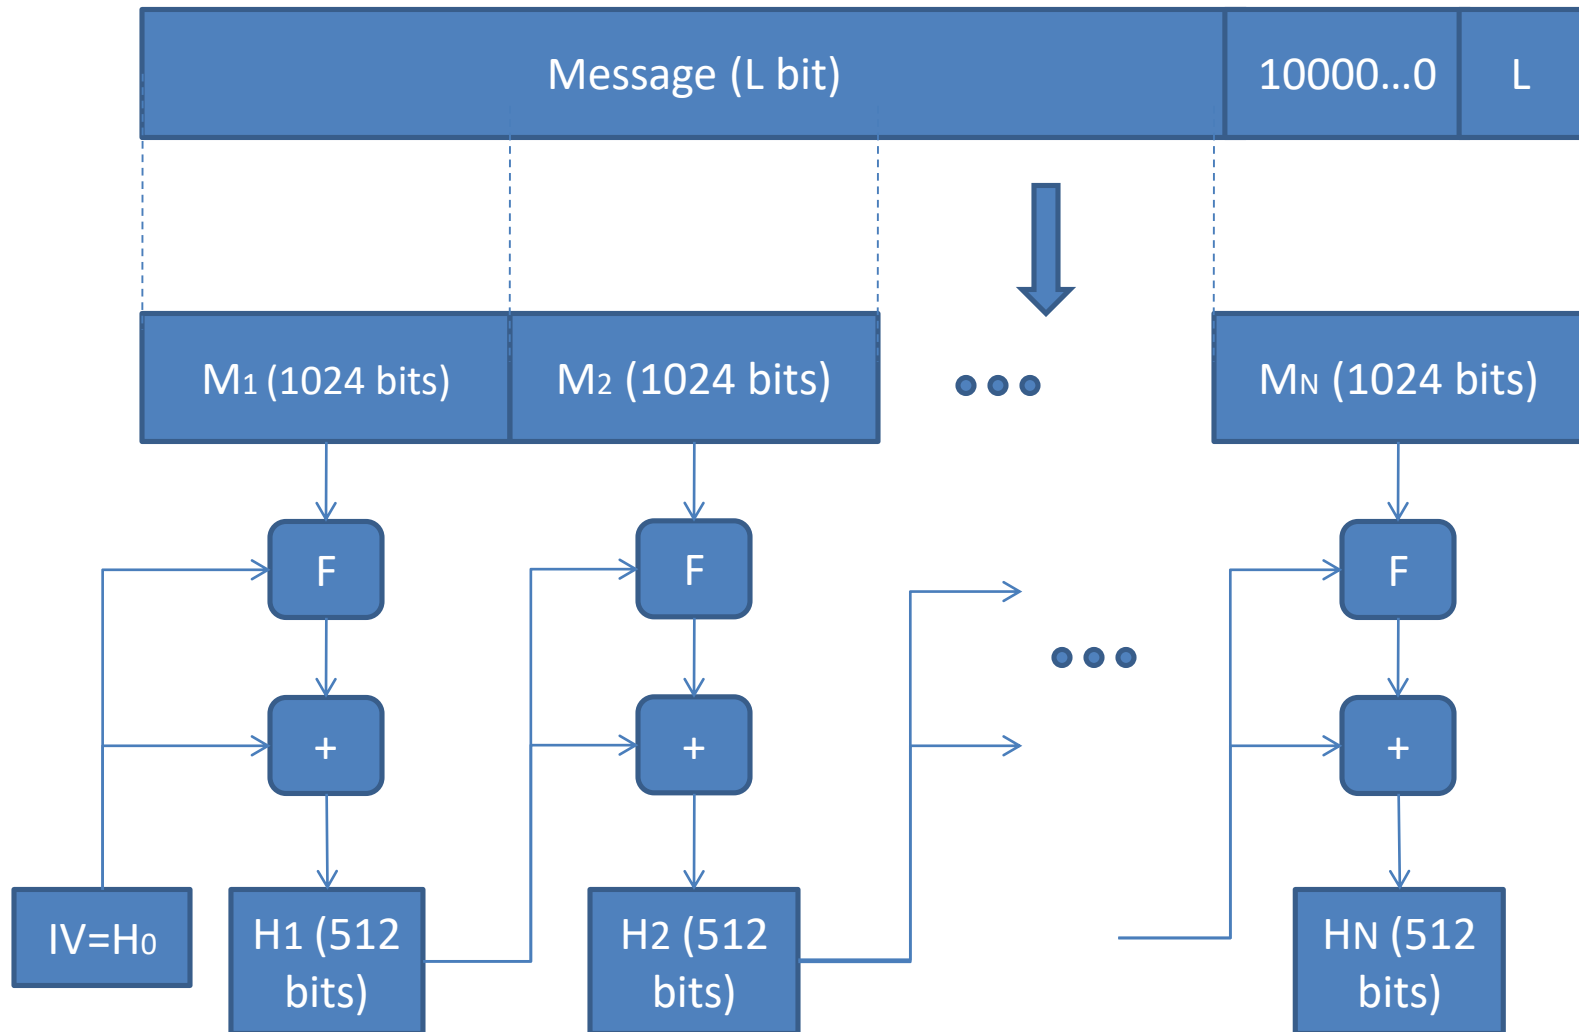 Message (L bit)
10000...0
L
M1 (1024 bits)
M2 (1024 bits)
MN (1024 bits)
F
F
F
+
+
+
IV=H0
H1 (512
bits)
H2 (512
bits)
HN (512
bits)